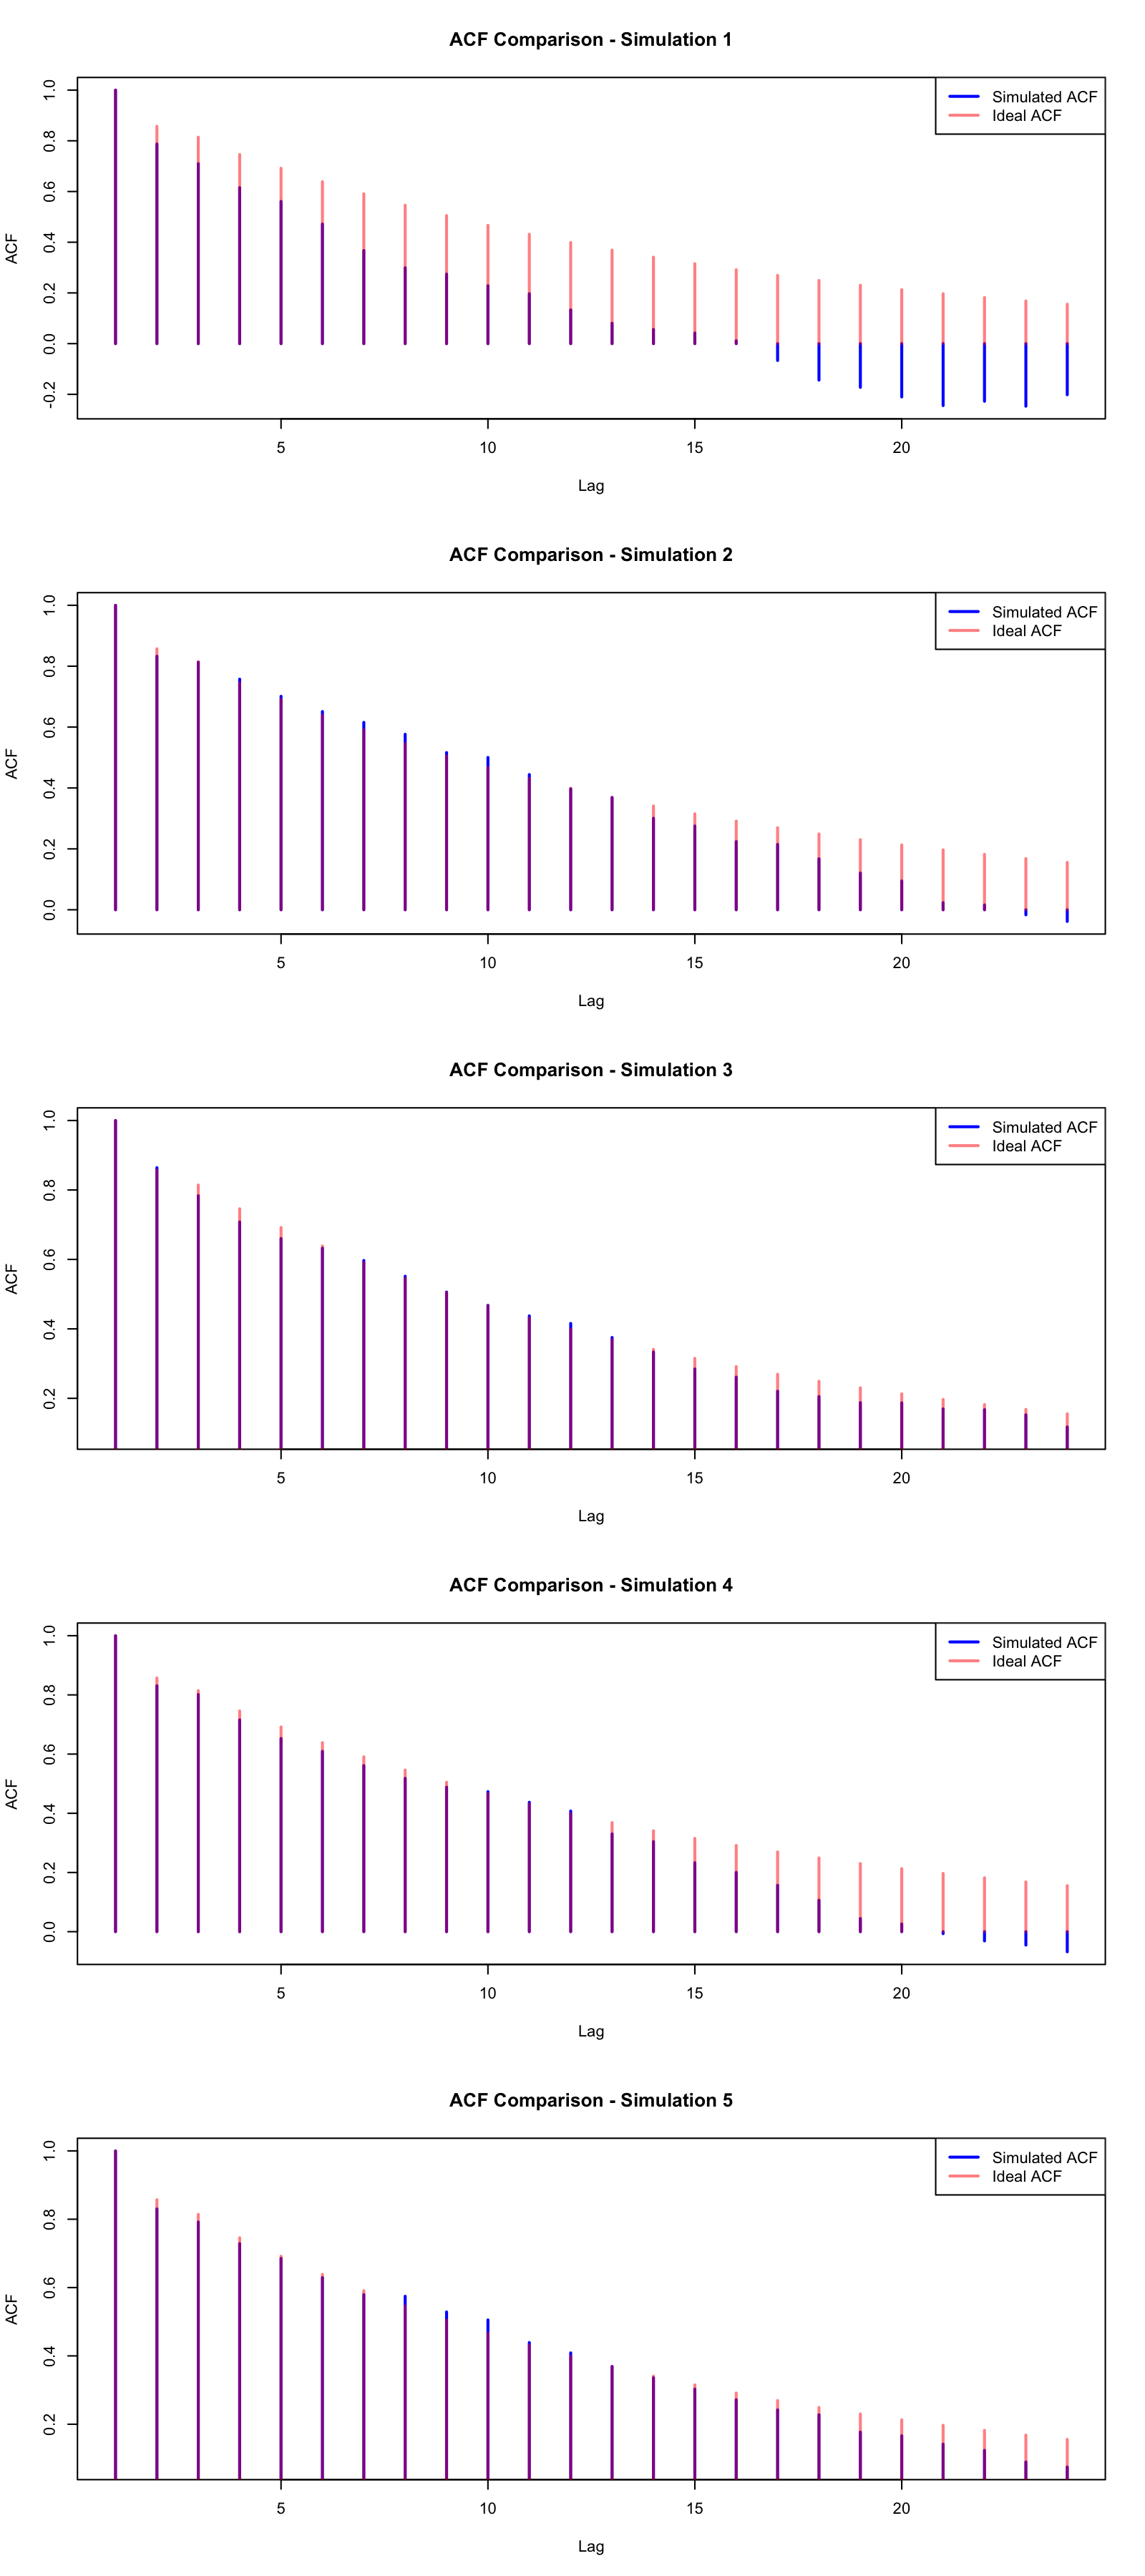 ACF Comparison - Simulation 1
Simulated ACF
Ideal ACF
1.0
0.8
0.6
0.4
0.2
0.0
-0.2
ACF
5
10
15
20
Lag
ACF Comparison - Simulation 2
Simulated ACF
Ideal ACF
1.0
0.8
0.6
0.4
0.2
0.0
ACF
5
10
15
20
Lag
ACF Comparison - Simulation 3
Simulated ACF
Ideal ACF
1.0
0.8
0.6
0.4
0.2
ACF
5
10
15
20
Lag
ACF Comparison - Simulation 4
Simulated ACF
Ideal ACF
1.0
0.8
0.6
0.4
0.2
0.0
ACF
5
10
15
20
Lag
ACF Comparison - Simulation 5
Simulated ACF
Ideal ACF
1.0
0.8
0.6
0.4
0.2
ACF
5
10
15
20
Lag